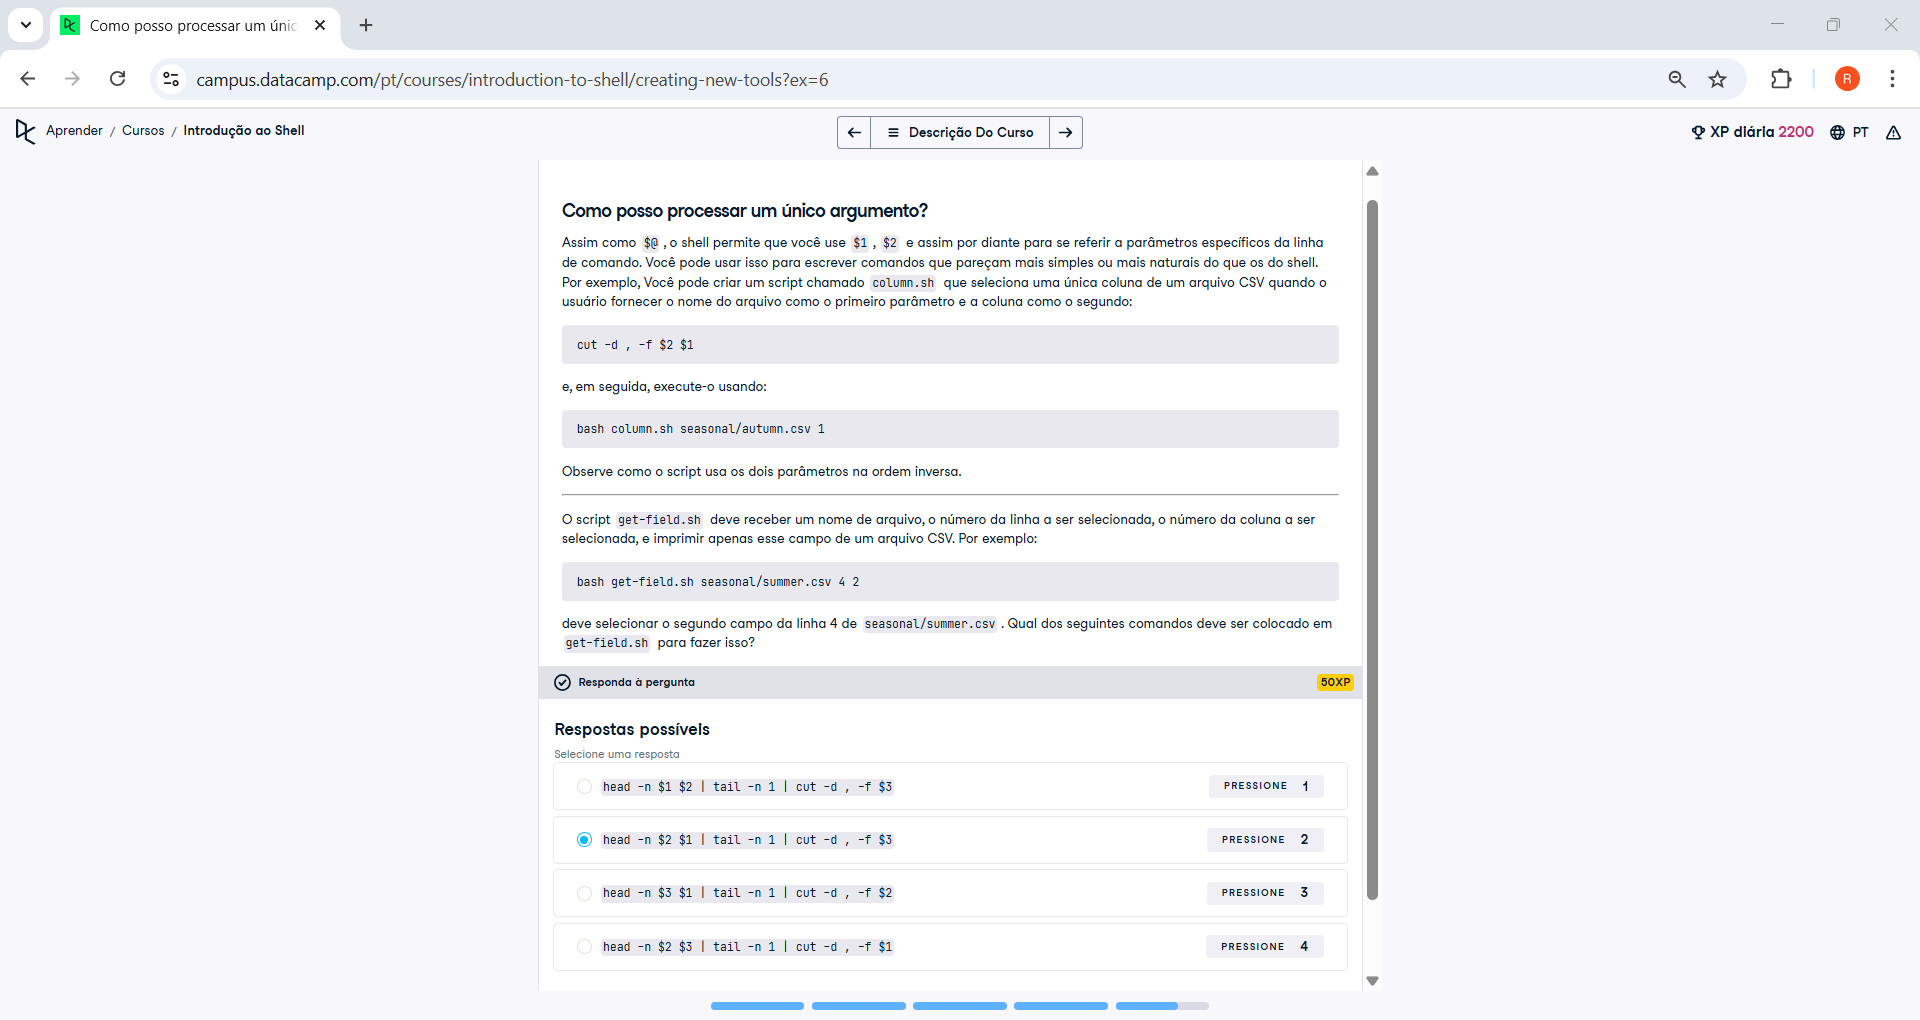 Como posso processar um únic
campus.datacamp.com/pt/courses/introduction-to-shell/creating-new-tools?ex=6
R
Aprender / Cursos / Introdução ao Shell
Descrição Do Curso
XP diária 2200
PT
Como posso processar um único argumento?
Assim como $@ , o shell permite que você use $1 , $2 e assim por diante para se referir a parâmetros específicos da linha
de comando. Você pode usar isso para escrever comandos que pareçam mais simples ou mais naturais do que os do shell.
Por exemplo, Você pode criar um script chamado column.sh que seleciona uma única coluna de um arquivo CSV quando o
usuário fornecer o nome do arquivo como o primeiro parâmetro e a coluna como o segundo:
cut -d , -f $2 $1
e, em seguida, execute-o usando:
bash column.sh seasonal/autumn.csv 1
Observe como o script usa os dois parâmetros na ordem inversa.
O script get-field.sh deve receber um nome de arquivo, o número da linha a ser selecionada, o número da coluna a ser
selecionada, e imprimir apenas esse campo de um arquivo CSV. Por exemplo:
bash get-field.sh seasonal/summer.csv 4 2
deve selecionar o segundo campo da linha 4 de seasonal/summer.csv . Qual dos seguintes comandos deve ser colocado em
get-field.sh para fazer isso?
Responda à pergunta
50XP
Respostas possíveis
Selecione uma resposta
head -n $1 $2 | tail -n 1 | cut -d , -f $3
PRESSIONE 1
head -n $2 $1 | tail -n 1 | cut -d , -f $3
PRESSIONE 2
head -n $3 $1 | tail -n 1 | cut -d , -f $2
PRESSIONE 3
head -n $2 $3 | tail -n 1 | cut -d , -f $1
PRESSIONE 4